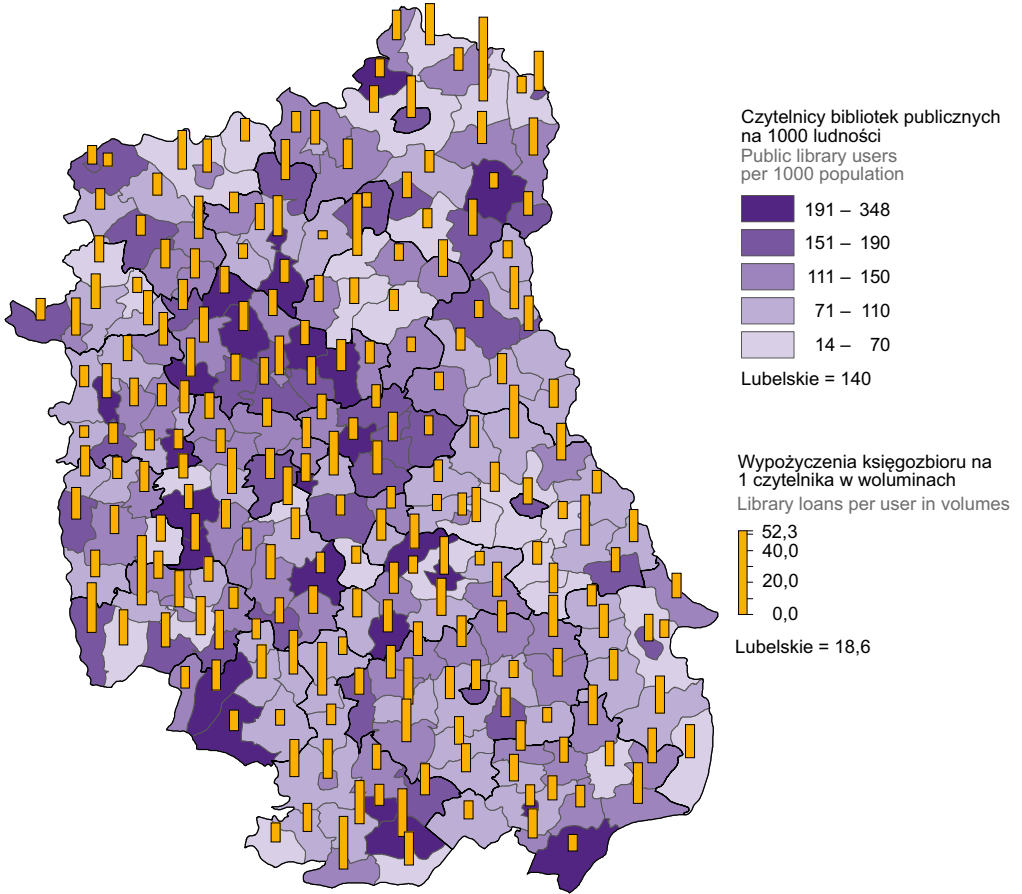 Czytelnicy bibliotek publicznych
na 1000 ludności
Public library users
per 1000 population
191 – 348
151 – 190
111 – 150
71 – 110
14 – 70
Lubelskie = 140
Wypożyczenia księgozbioru na
1 czytelnika w woluminach
Library loans per user in volumes
52,3
40,0
20,0
0,0
Lubelskie = 18,6